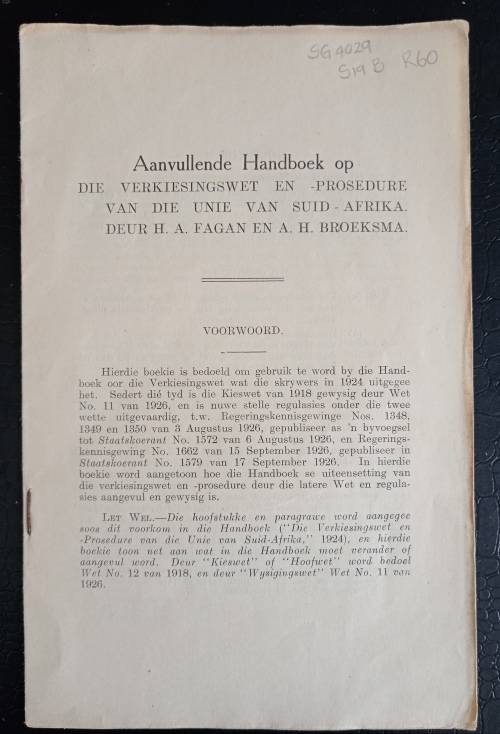 SG 4029
S19 B R60
Aanvullende Handboek op
DIE VERKIESINGSWET EN -PROSEDURE
VAN DIE UNIE VAN SUID-AFRIKA.
DEUR H. A. FAGAN EN A. H. BROEKSMA.
VOORWOORD.
Hierdie boekie is bedoeld om gebruik te word by die Hand-
boek oor die Verkiesingswet wat die skrywers in 1924 uitgegee
het. Sedert dié tyd is die Kieswet van 1918 gewysig deur Wet
No. 11 van 1926, en is nuwe stelle regulasies onder die twee
wette uitgevaardig, t.w. Regeringskennisgewinge Nos. 1348,
1349 en 1350 van 3 Augustus 1926, gepubliseer as 'n byvoegsel
tot Staatskoerant No. 1572 van 6 Augustus 1926, en Regerings-
kennisgewing No. 1662 van 15 September 1926, gepubliseer in
Staatskoerant No. 1579 van 17 September 1926. In hierdie
boekie word aangetoon hoe die Handboek se uiteensetting van
die verkiesingswet en -prosedure deur die latere Wet en regula-
sies aangevul en gewysig is.
LET WEL.—Die hoofstukke en paragrawe word aangegee
soos dit voorkom in die Handboek ("Die Verkiesingswet en
-Prosedure van die Unie van Suid-Afrika," 1924), en hierdie
boekie toon net aan wat in die Handboek moet verander of
aangevul word. Deur "Kieswet" of "Hoofwet" word bedoel
Wet No. 12 van 1918, en deur "Wysigingswet" Wet No. 11 van
1926.